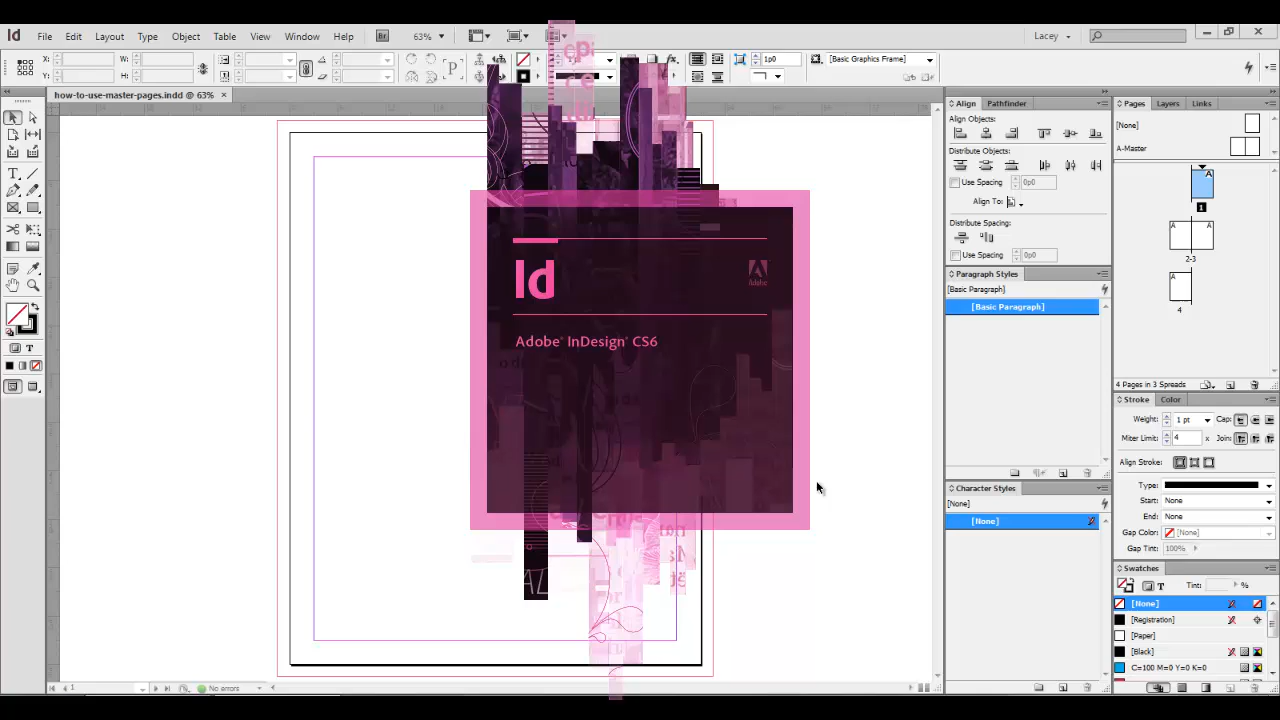 Id File Edit Layout Type Object Table View Window Help Br 63% Lacey
X: W: 1p0 [Basic Graphics Frame]
Y: H:
how-to-use-master-pages.indd @ 63% ×
Align Pathfinder
Align Objects:
Distribute Objects:
Use Spacing 0p0
Align To:
Distribute Spacing:
Use Spacing 0p0
Paragraph Styles
[Basic Paragraph]
[Basic Paragraph]
Character Styles
[None]
[None]
Pages Layers Links
[None]
A-Master
A
1
A A
2-3
A
4
4 Pages in 3 Spreads
Stroke Color
Weight: 1 pt Cap:
Miter Limit: 4 x Join:
Align Stroke:
Type:
Start: None
End: None
Gap Color: [None]
Gap Tint: 100%
Swatches
T Tint: %
[None]
[Registration]
[Paper]
[Black]
C=100 M=0 Y=0 K=0
Id
Adobe
Adobe® InDesign® CS6
1 No errors